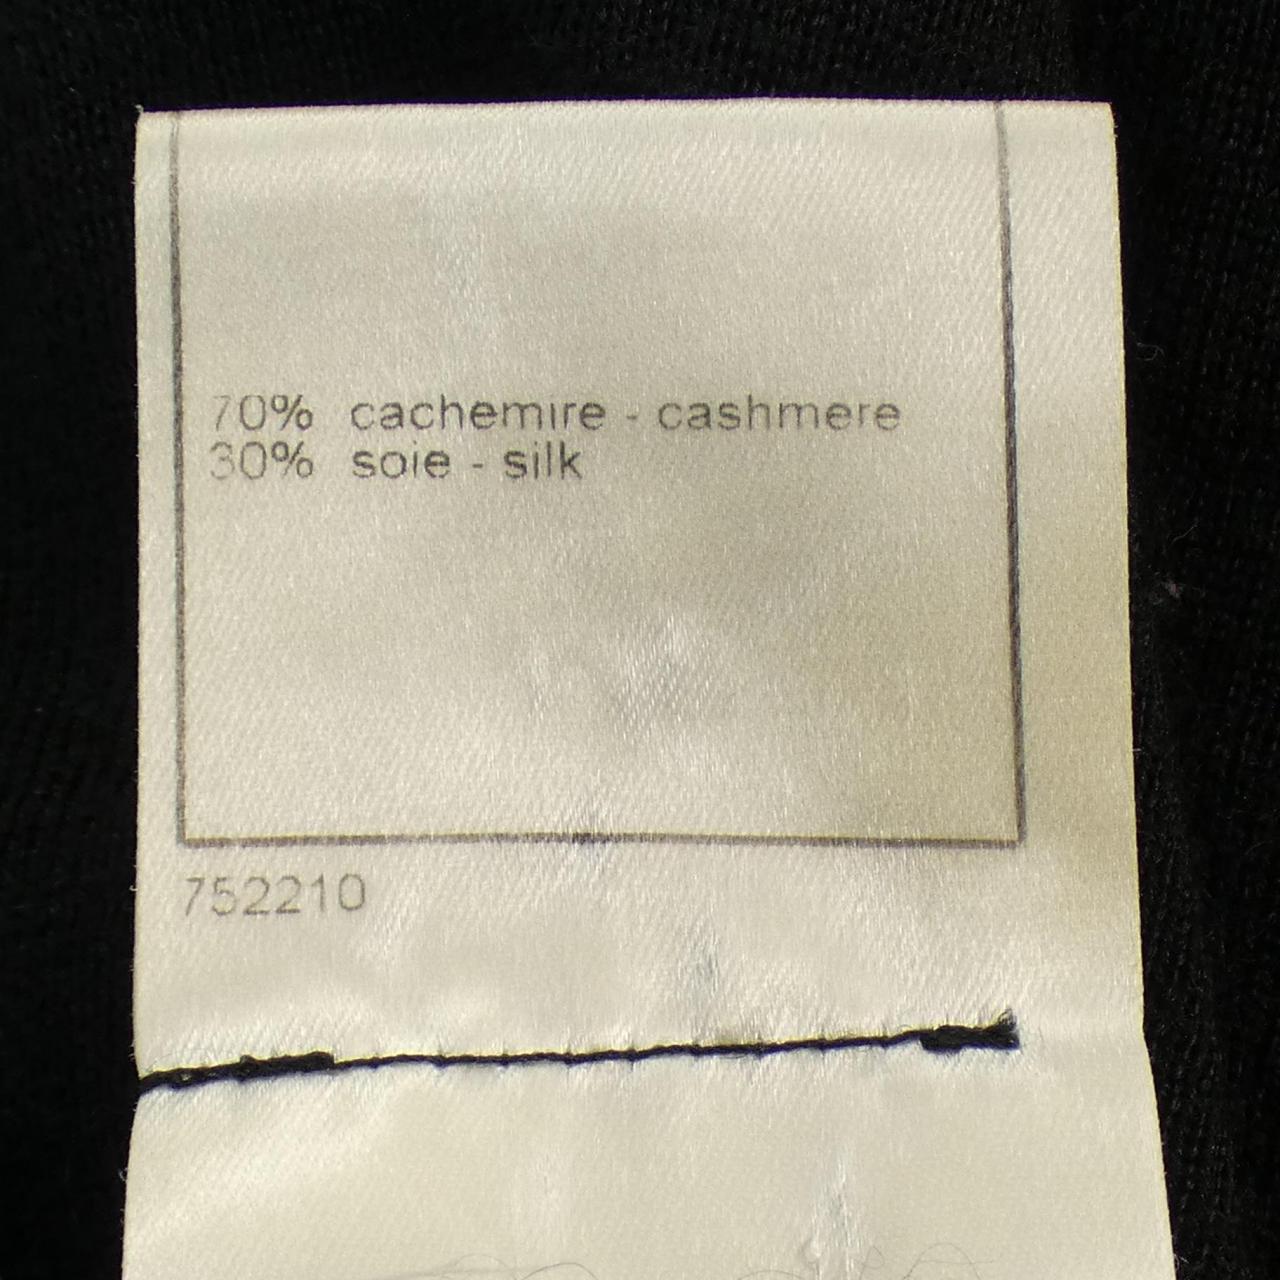 70% cachemire - cashmere
30% soie - silk
752210